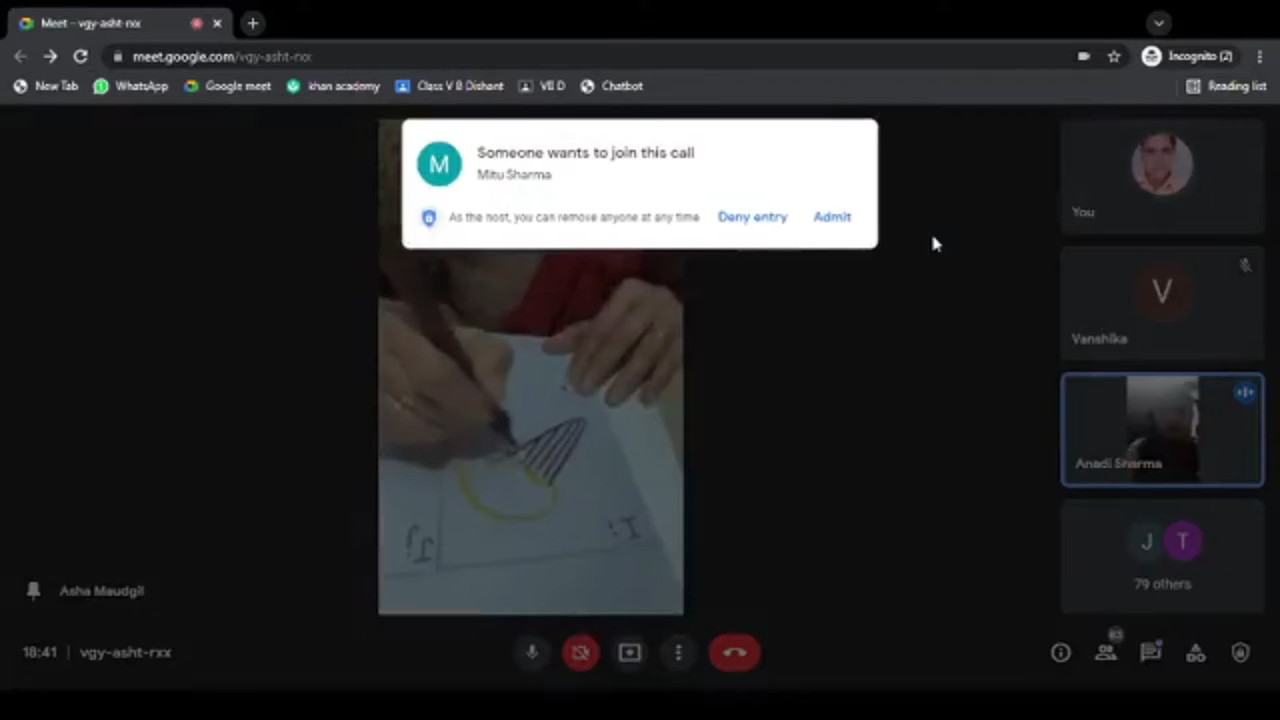 Meet - vgy-asht-rxx
meet.google.com/vgy-asht-rxx
Incognito (2)
New Tab
WhatsApp
Google meet
khan academy
Class V B Dishant
VII D
Chatbot
Reading list
M
Someone wants to join this call
Mitu Sharma
As the host, you can remove anyone at any time
Deny entry
Admit
You
V
Vanshika
Anadi Sharma
J T
79 others
Jj
Ii
Asha Maudgil
18:41 | vgy-asht-rxx
83